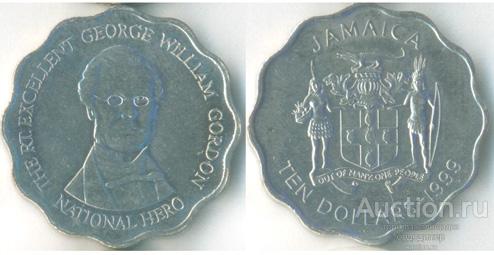 THE RT. EXCELLENT GEORGE WILLIAM GORDON
NATIONAL HERO
JAMAICA
OUT OF MANY, ONE PEOPLE
TEN DOLLARS 1999
Auction.ru